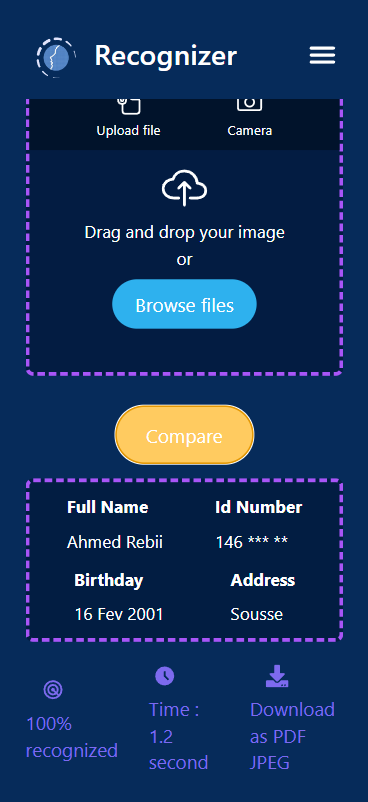 Recognizer
Upload file
Camera
Drag and drop your image
or
Browse files
Compare
Full Name
Id Number
Ahmed Rebii
146 *** **
Birthday
Address
16 Fev 2001
Sousse
100%
recognized
Time :
1.2
second
Download
as PDF
JPEG